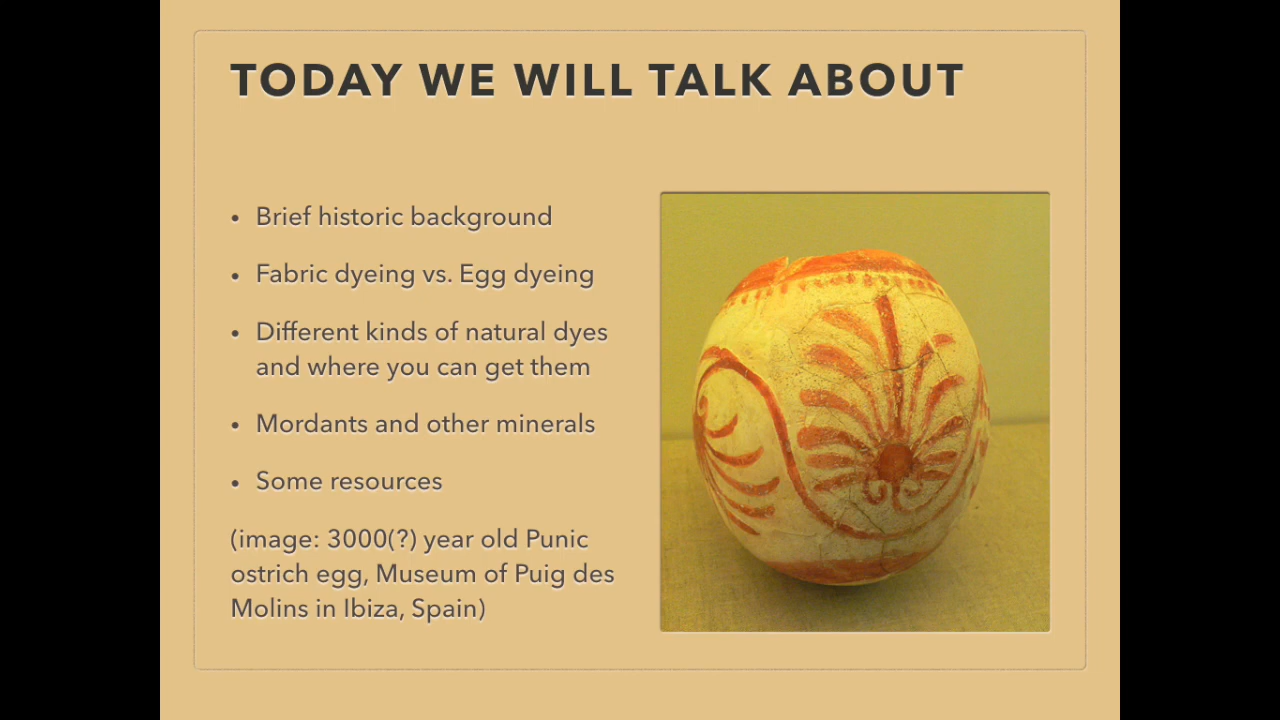 TODAY WE WILL TALK ABOUT
• Brief historic background
• Fabric dyeing vs. Egg dyeing
• Different kinds of natural dyes
and where you can get them
• Mordants and other minerals
• Some resources
(image: 3000(?) year old Punic
ostrich egg, Museum of Puig des
Molins in Ibiza, Spain)